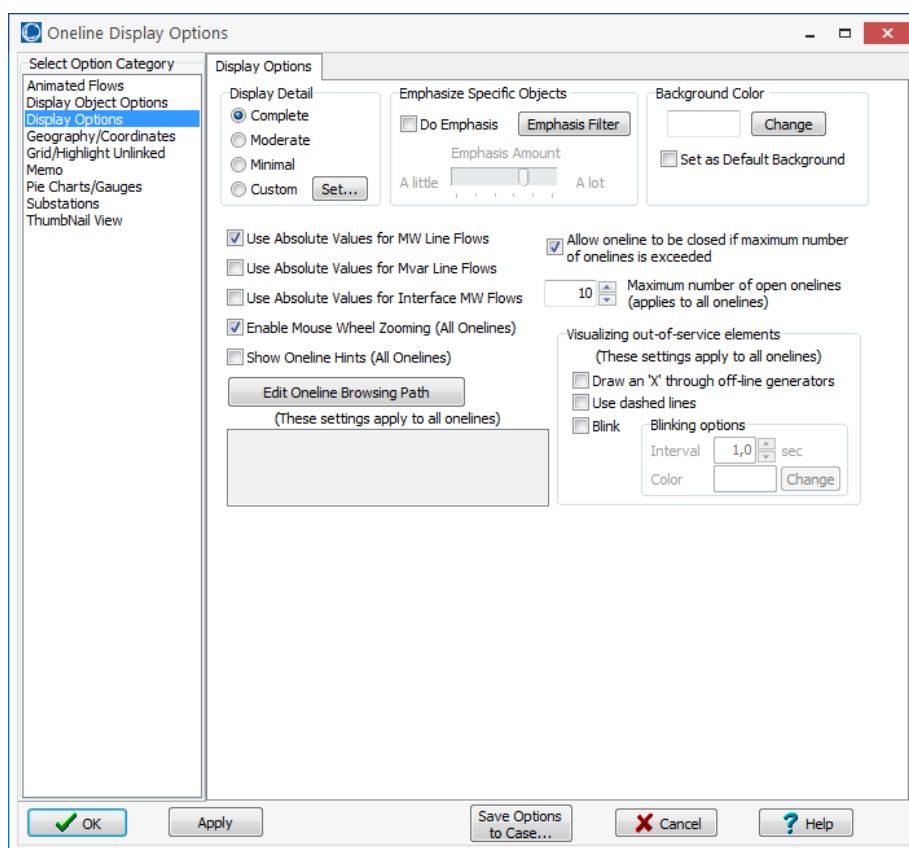 Oneline Display Options
Select Option Category
Animated Flows
Display Object Options
Display Options
Geography/Coordinates
Grid/Highlight Unlinked
Memo
Pie Charts/Gauges
Substations
ThumbNail View
Display Options
Display Detail
Complete
Moderate
Minimal
Custom
Set...
Emphasize Specific Objects
Do Emphasis
Emphasis Filter
Emphasis Amount
A little
A lot
Background Color
Change
Set as Default Background
Use Absolute Values for MW Line Flows
Use Absolute Values for Mvar Line Flows
Use Absolute Values for Interface MW Flows
Enable Mouse Wheel Zooming (All Onelines)
Show Oneline Hints (All Onelines)
Edit Oneline Browsing Path
(These settings apply to all onelines)
Allow oneline to be closed if maximum number
of onelines is exceeded
10
Maximum number of open onelines
(applies to all onelines)
Visualizing out-of-service elements
(These settings apply to all onelines)
Draw an 'X' through off-line generators
Use dashed lines
Blink
Blinking options
Interval
1,0
sec
Color
Change
OK
Apply
Save Options
to Case...
Cancel
Help